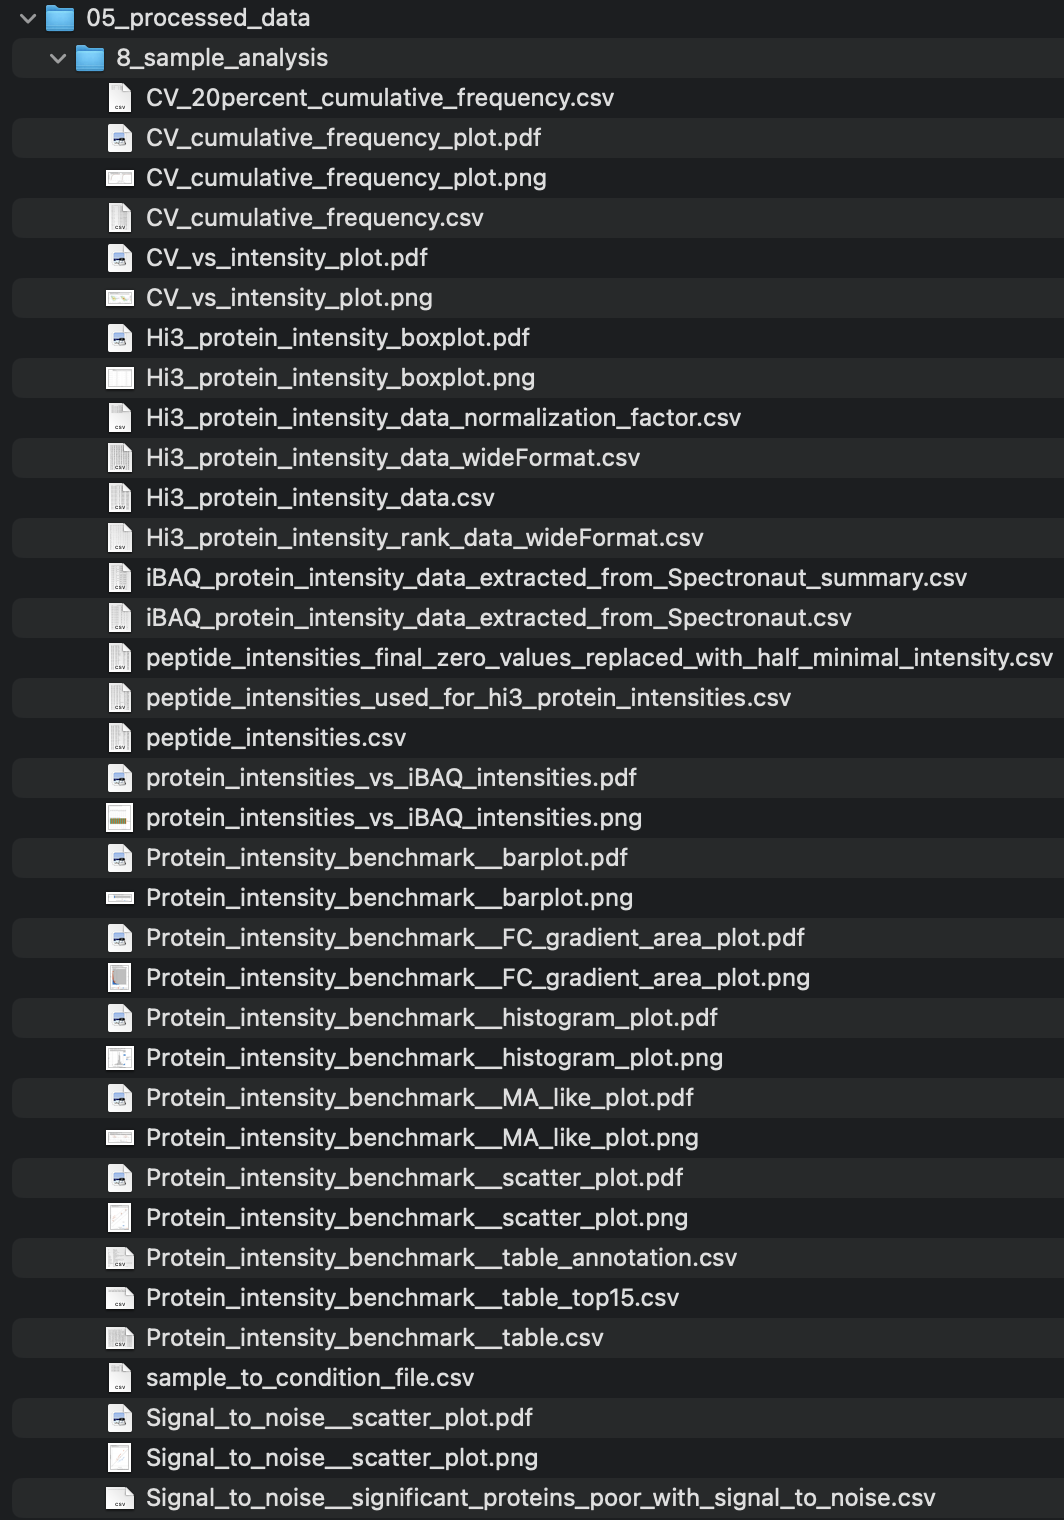 05_processed_data
8_sample_analysis
CV_20percent_cumulative_frequency.csv
CV_cumulative_frequency_plot.pdf
CV_cumulative_frequency_plot.png
CV_cumulative_frequency.csv
CV_vs_intensity_plot.pdf
CV_vs_intensity_plot.png
Hi3_protein_intensity_boxplot.pdf
Hi3_protein_intensity_boxplot.png
Hi3_protein_intensity_data_normalization_factor.csv
Hi3_protein_intensity_data_wideFormat.csv
Hi3_protein_intensity_data.csv
Hi3_protein_intensity_rank_data_wideFormat.csv
iBAQ_protein_intensity_data_extracted_from_Spectronaut_summary.csv
iBAQ_protein_intensity_data_extracted_from_Spectronaut.csv
peptide_intensities_final_zero_values_replaced_with_half_minimal_intensity.csv
peptide_intensities_used_for_hi3_protein_intensities.csv
peptide_intensities.csv
protein_intensities_vs_iBAQ_intensities.pdf
protein_intensities_vs_iBAQ_intensities.png
Protein_intensity_benchmark__barplot.pdf
Protein_intensity_benchmark__barplot.png
Protein_intensity_benchmark__FC_gradient_area_plot.pdf
Protein_intensity_benchmark__FC_gradient_area_plot.png
Protein_intensity_benchmark__histogram_plot.pdf
Protein_intensity_benchmark__histogram_plot.png
Protein_intensity_benchmark__MA_like_plot.pdf
Protein_intensity_benchmark__MA_like_plot.png
Protein_intensity_benchmark__scatter_plot.pdf
Protein_intensity_benchmark__scatter_plot.png
Protein_intensity_benchmark__table_annotation.csv
Protein_intensity_benchmark__table_top15.csv
Protein_intensity_benchmark__table.csv
sample_to_condition_file.csv
Signal_to_noise__scatter_plot.pdf
Signal_to_noise__scatter_plot.png
Signal_to_noise__significant_proteins_poor_with_signal_to_noise.csv